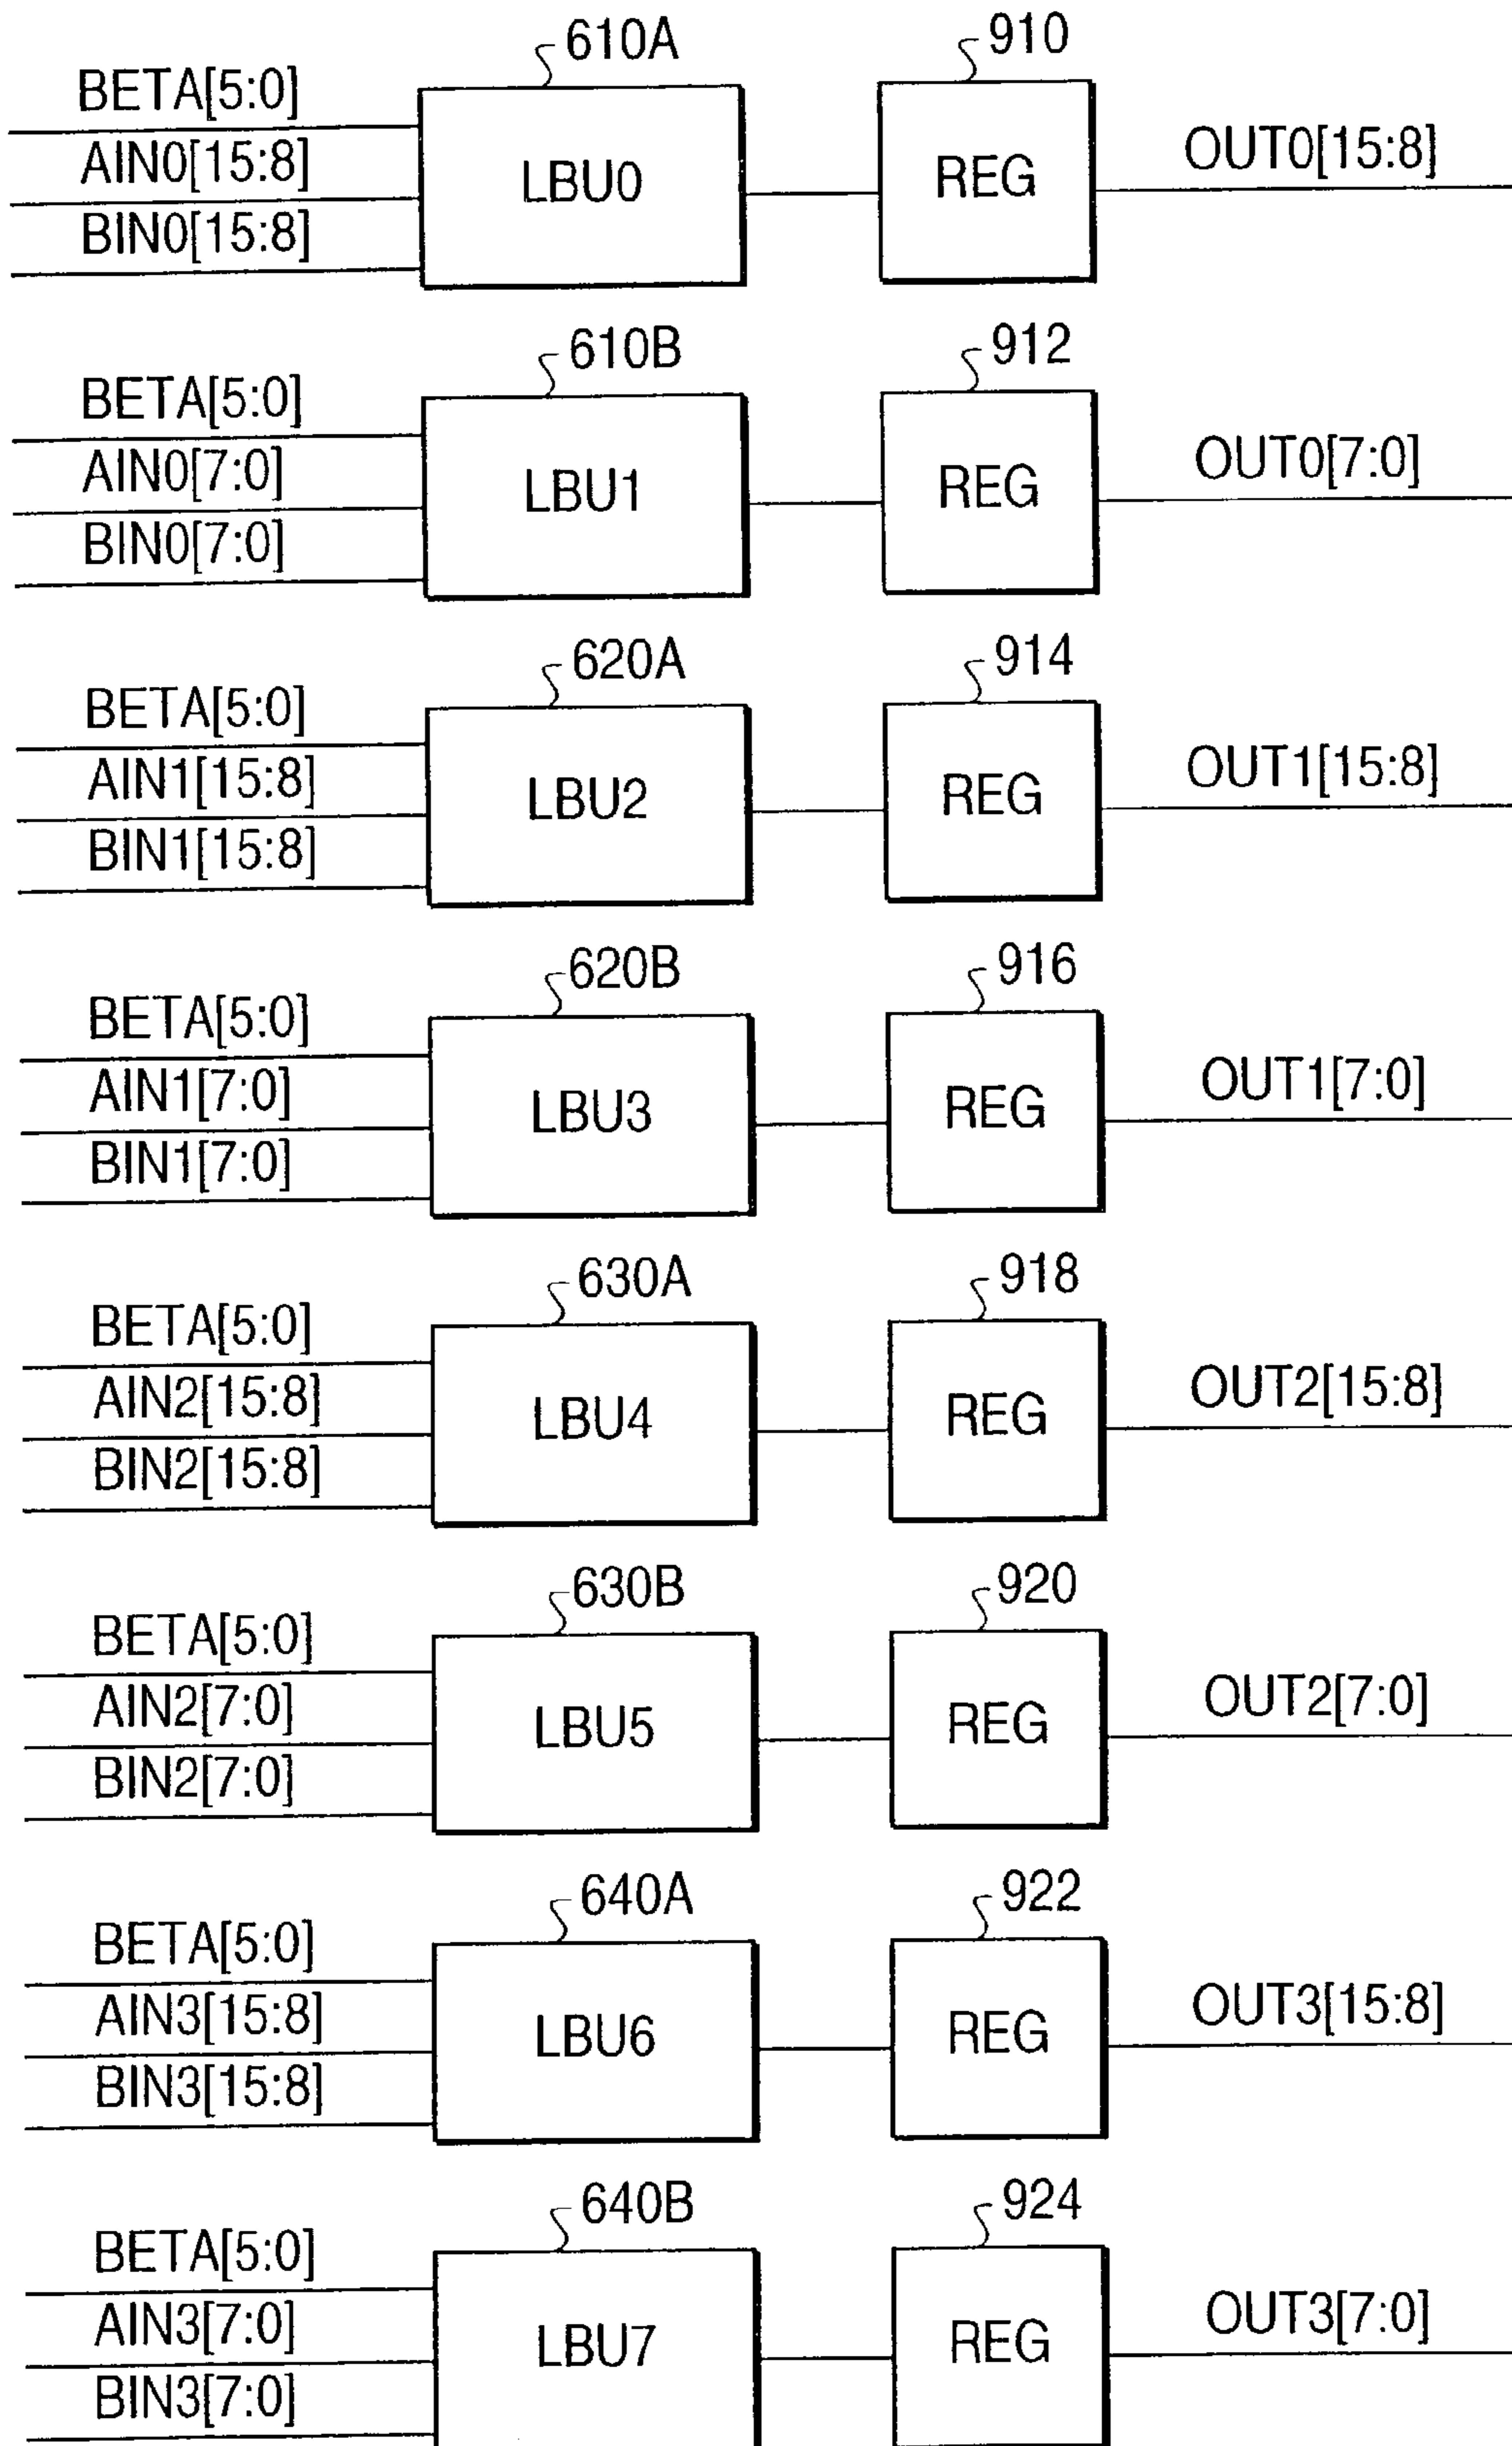 610A 910
BETA[5:0]
AIN0[15:8] LBU0 REG OUT0[15:8]
BIN0[15:8]
610B 912
BETA[5:0]
AIN0[7:0] LBU1 REG OUT0[7:0]
BIN0[7:0]
620A 914
BETA[5:0]
AIN1[15:8] LBU2 REG OUT1[15:8]
BIN1[15:8]
620B 916
BETA[5:0]
AIN1[7:0] LBU3 REG OUT1[7:0]
BIN1[7:0]
630A 918
BETA[5:0]
AIN2[15:8] LBU4 REG OUT2[15:8]
BIN2[15:8]
630B 920
BETA[5:0]
AIN2[7:0] LBU5 REG OUT2[7:0]
BIN2[7:0]
640A 922
BETA[5:0]
AIN3[15:8] LBU6 REG OUT3[15:8]
BIN3[15:8]
640B 924
BETA[5:0]
AIN3[7:0] LBU7 REG OUT3[7:0]
BIN3[7:0]